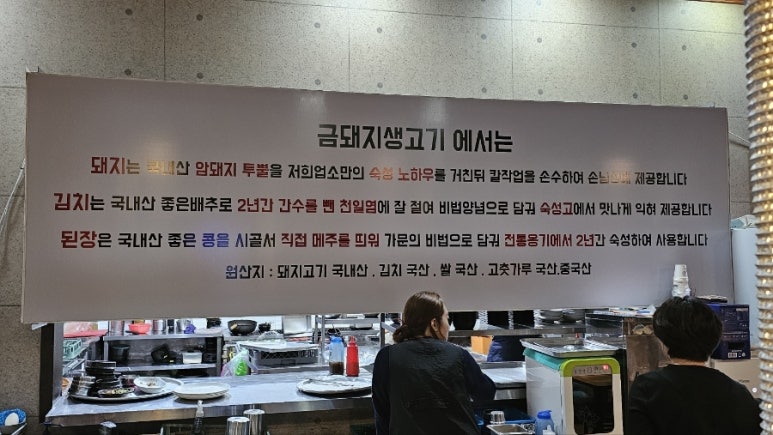 금돼지생고기 에서는
돼지는 국내산 암돼지 투뿔을 저희업소만의 숙성 노하우를 거친뒤 칼작업을 손수하여 손님상에 제공합니다
김치는 국내산 좋은배추로 2년간 간수를 뺀 천일염에 잘 절여 비법양념으로 담궈 숙성고에서 맛나게 익혀 제공합니다
된장은 국내산 좋은 콩을 시골서 직접 메주를 띄워 가문의 비법으로 담궈 전통옹기에서 2년간 숙성하여 사용합니다
원산지 : 돼지고기 국내산 . 김치 국산 . 쌀 국산 . 고춧가루 국산.중국산